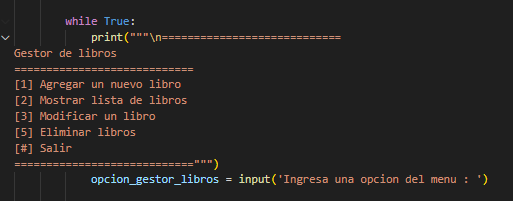 while True:
print("""\n============================
Gestor de libros
============================
[1] Agregar un nuevo libro
[2] Mostrar lista de libros
[3] Modificar un libro
[5] Eliminar libros
[#] Salir
============================""")
opcion_gestor_libros = input('Ingresa una opcion del menu : ')